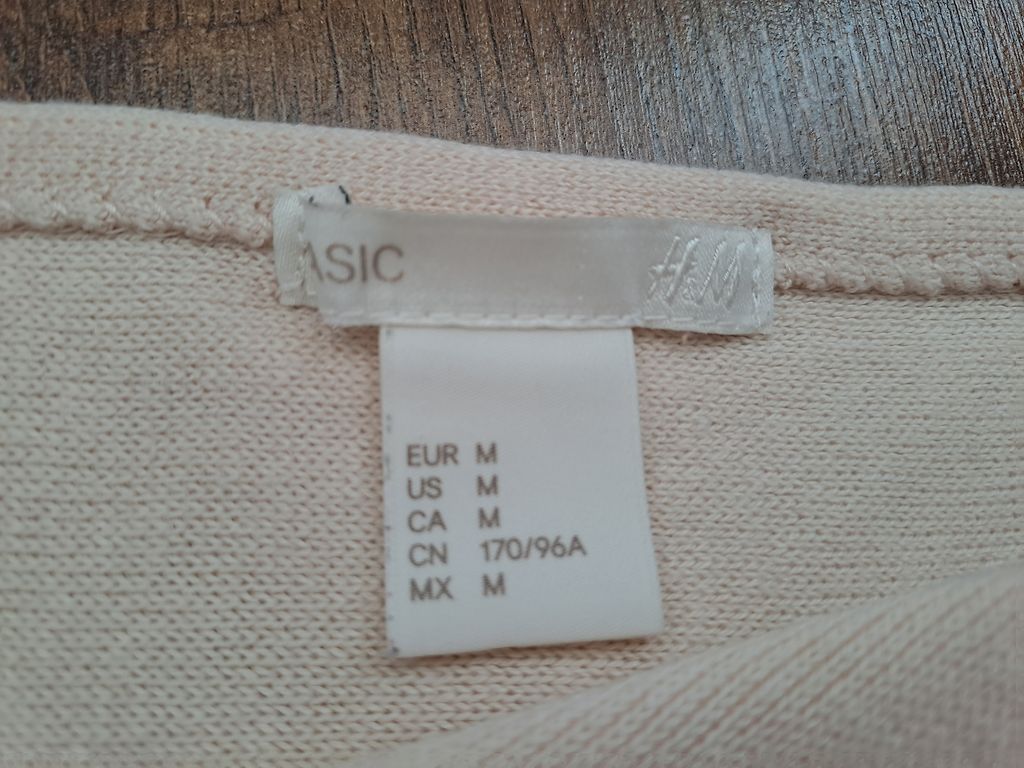 ASIC H&M
EUR M
US M
CA M
CN 170/96A
MX M